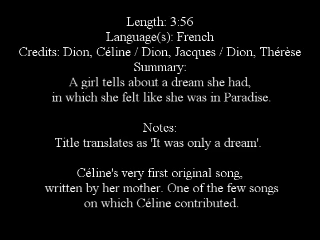 Length: 3:56
Language(s): French
Credits: Dion, Céline / Dion, Jacques / Dion, Thérèse
Summary:
A girl tells about a dream she had,
in which she felt like she was in Paradise.
Notes:
Title translates as 'It was only a dream'.
Céline's very first original song,
written by her mother. One of the few songs
on which Céline contributed.